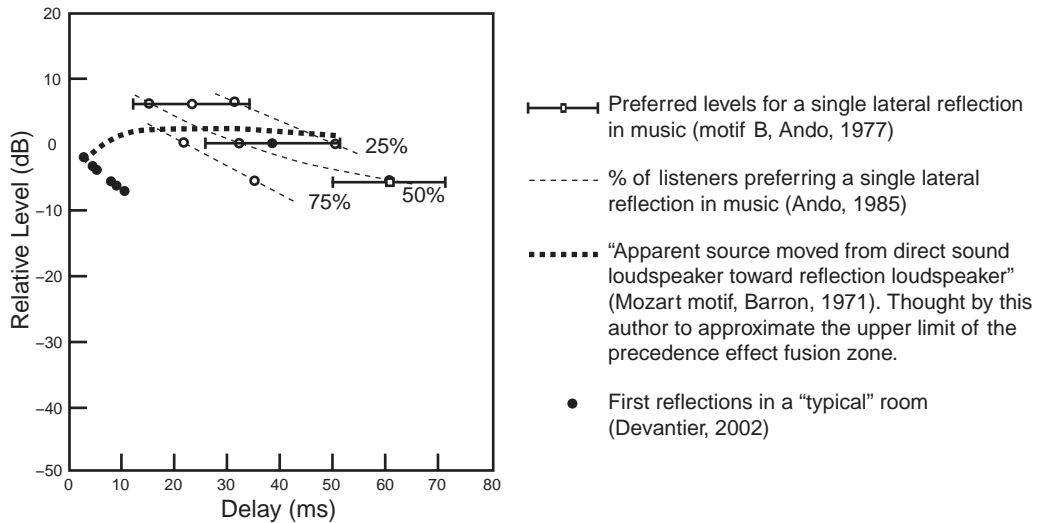 Relative Level (dB)
20
10
0
–10
–20
–30
–40
–50
0 10 20 30 40 50 60 70 80
Delay (ms)
25%
75%
50%
Preferred levels for a single lateral reflection
in music (motif B, Ando, 1977)
% of listeners preferring a single lateral
reflection in music (Ando, 1985)
“Apparent source moved from direct sound
loudspeaker toward reflection loudspeaker”
(Mozart motif, Barron, 1971). Thought by this
author to approximate the upper limit of the
precedence effect fusion zone.
First reflections in a “typical” room
(Devantier, 2002)